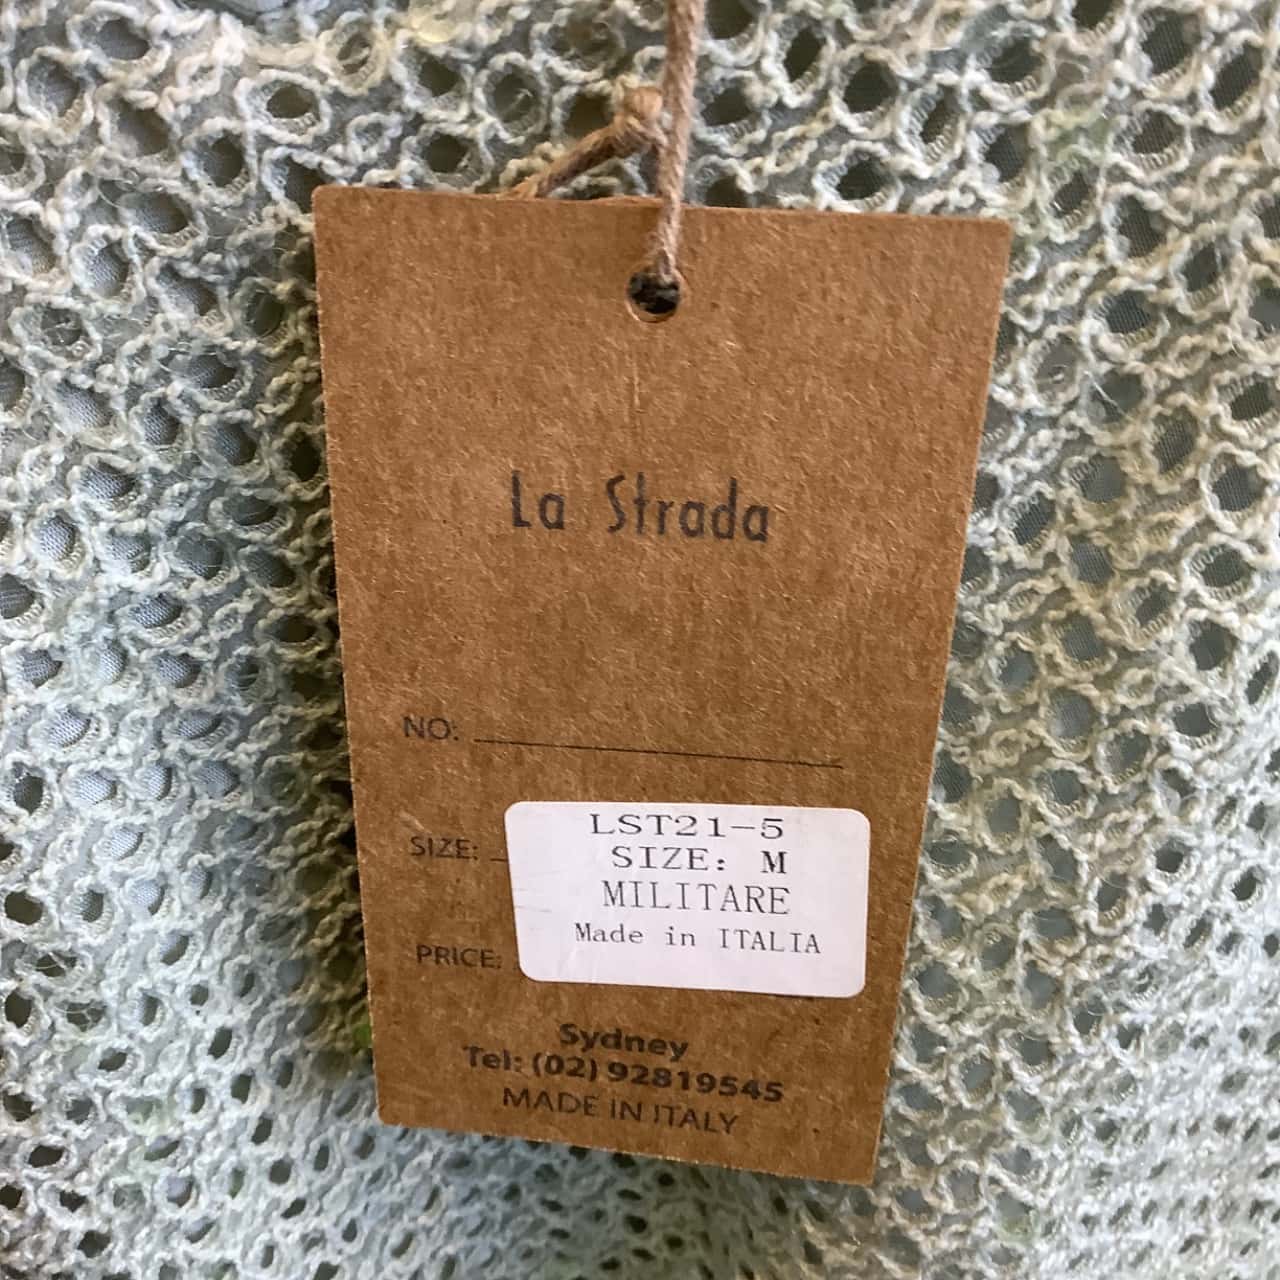 La Strada
NO:
SIZE:
LST21-5
SIZE: M
MILITARE
Made in ITALIA
PRICE:
Sydney
Tel: (02) 92819545
MADE IN ITALY